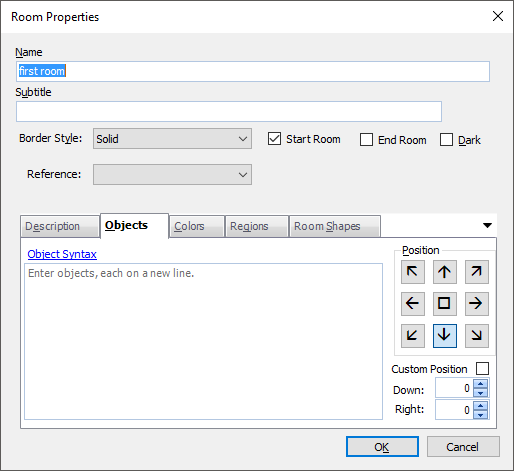 Room Properties
Name
first room
Subtitle
Border Style: Solid Start Room End Room Dark
Reference:
Description Objects Colors Regions Room Shapes
Object Syntax
Position
Enter objects, each on a new line.
Custom Position
Down: 0
Right: 0
OK Cancel